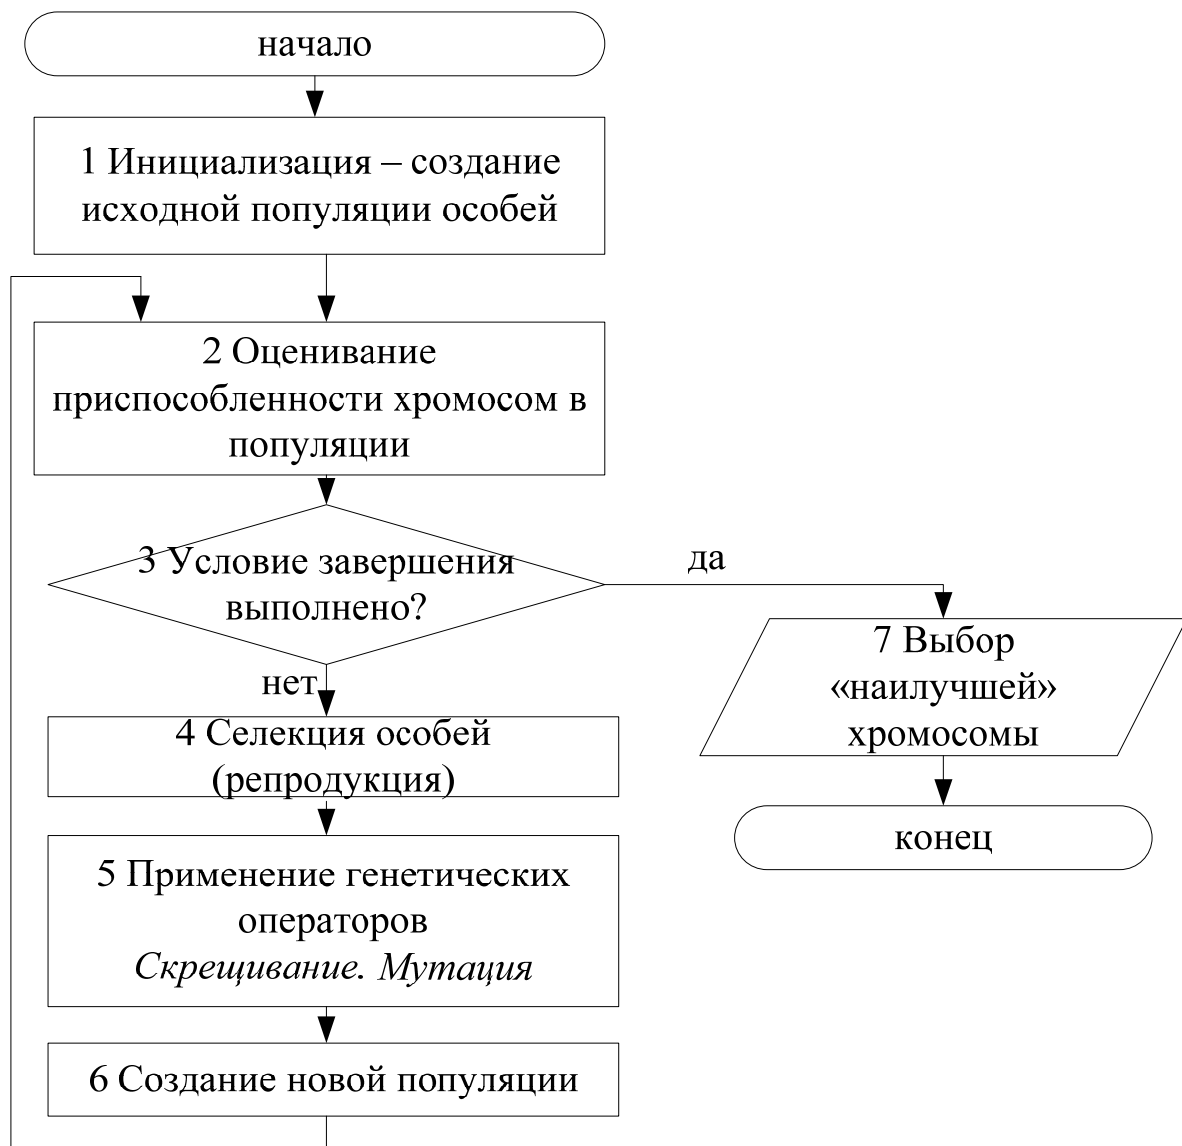 начало
1 Инициализация – создание
исходной популяции особей
2 Оценивание
приспособленности хромосом в
популяции
3 Условие завершения
выполнено?
да
нет
7 Выбор
«наилучшей»
хромосомы
4 Селекция особей
(репродукция)
конец
5 Применение генетических
операторов
Скрещивание. Мутация
6 Создание новой популяции